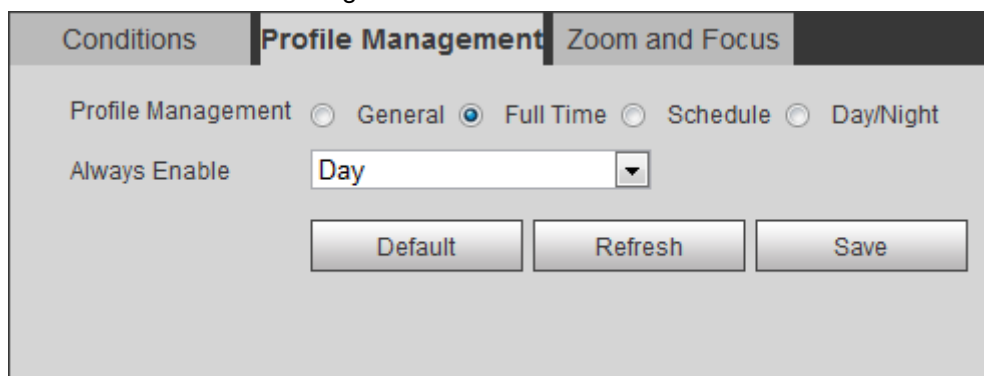 Conditions Profile Management Zoom and Focus
Profile Management General Full Time Schedule Day/Night
Always Enable Day
Default Refresh Save